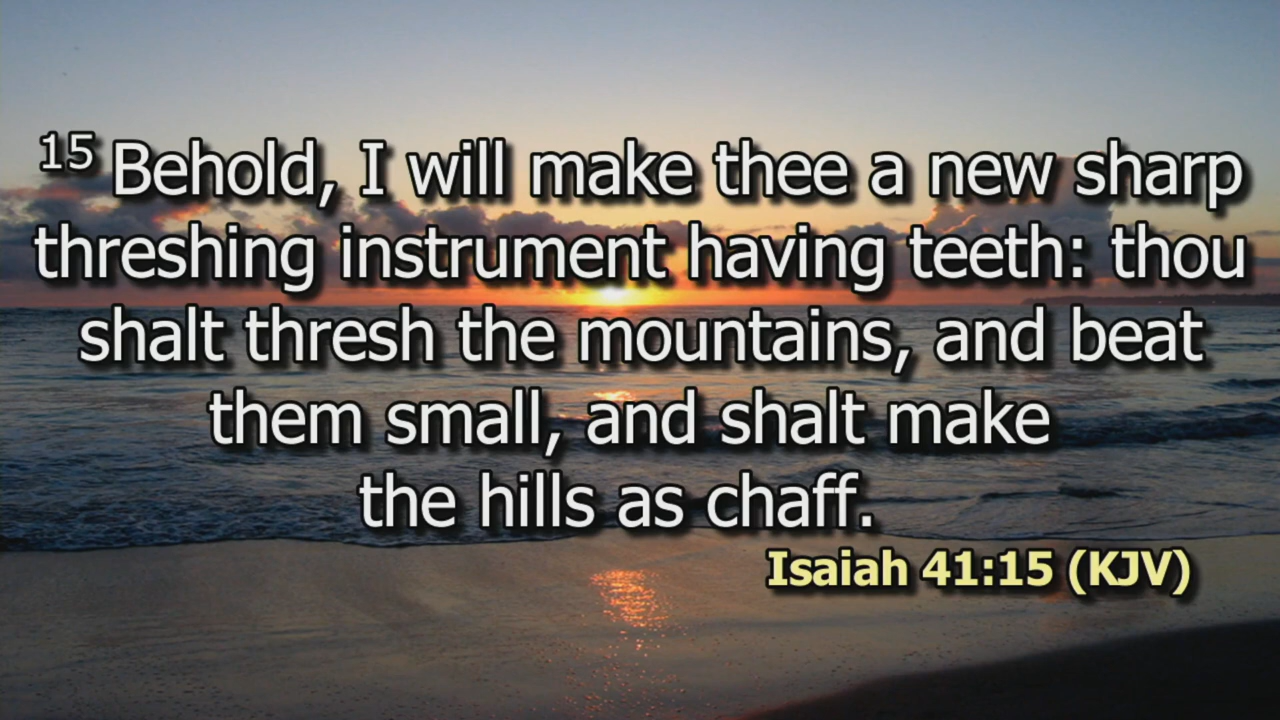 15 Behold, I will make thee a new sharp
threshing instrument having teeth: thou
shalt thresh the mountains, and beat
them small, and shalt make
the hills as chaff.
Isaiah 41:15 (KJV)